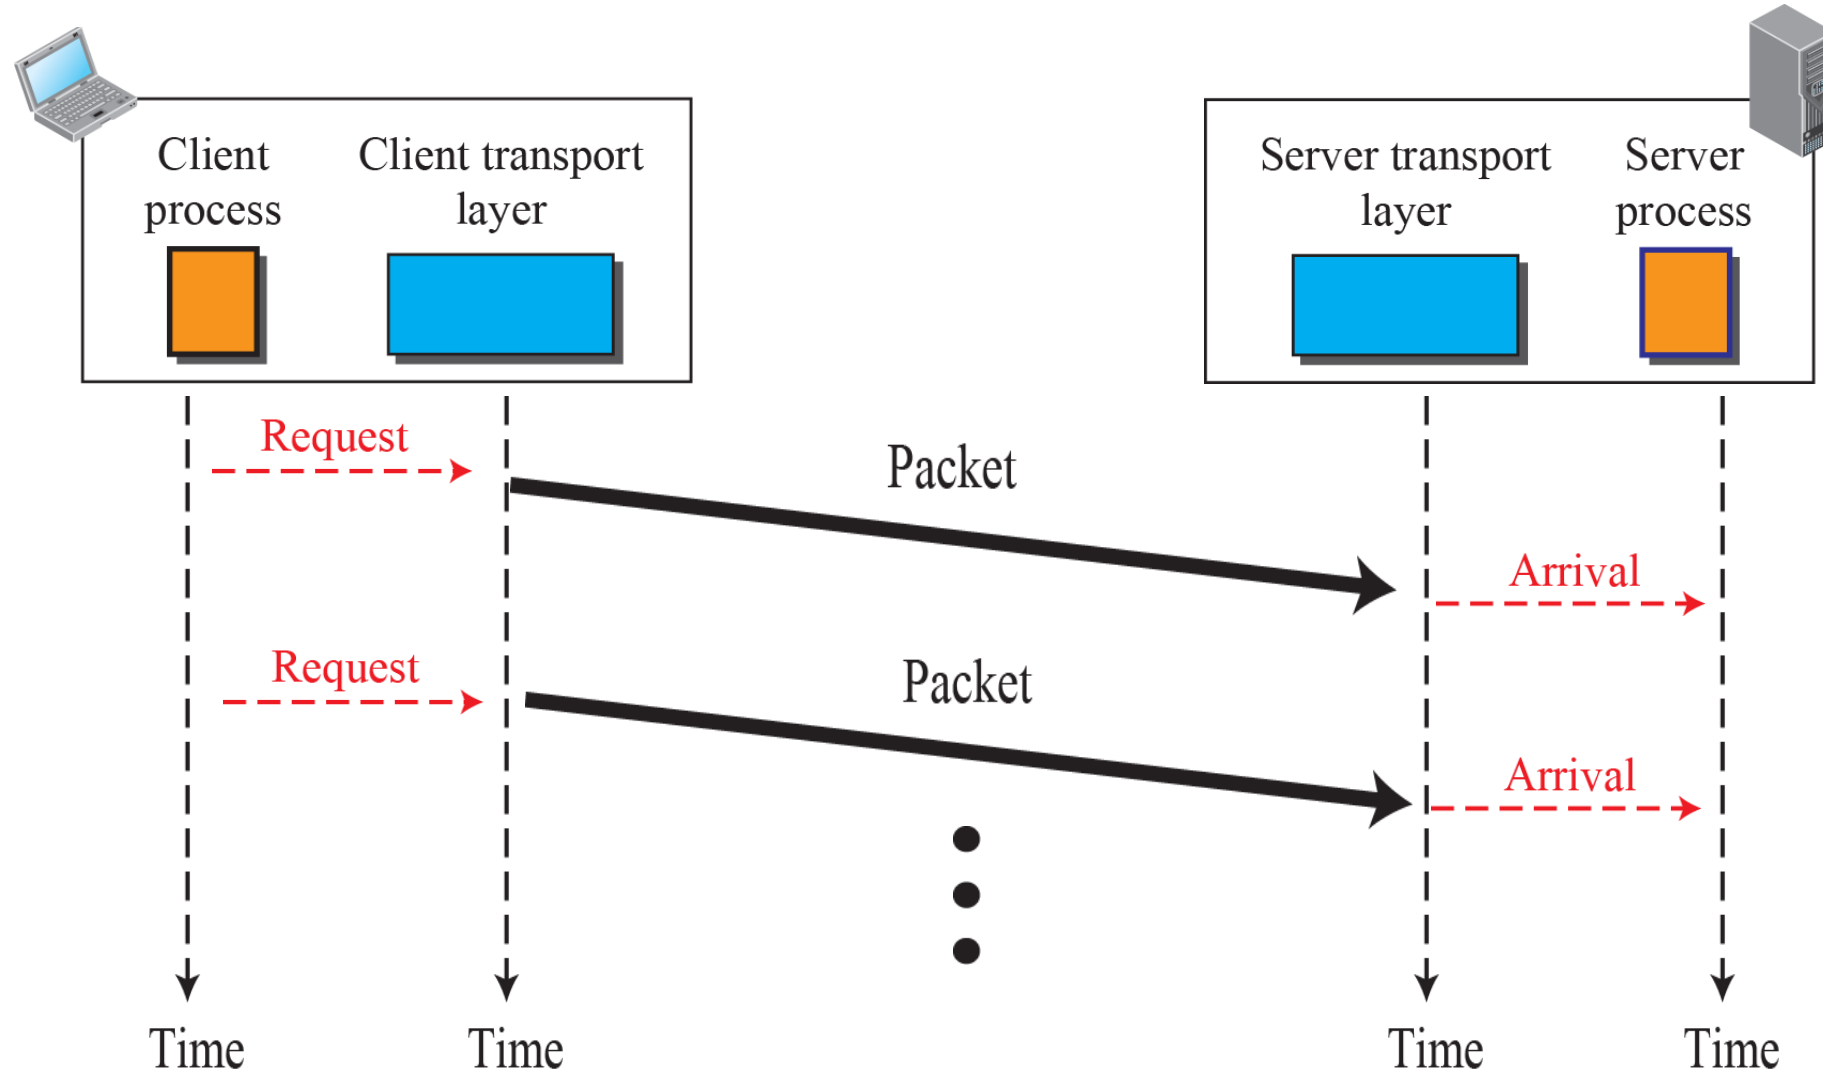 Client
process
Client transport
layer
Server transport
layer
Server
process
Request
Packet
Arrival
Request
Packet
Arrival
Time
Time
Time
Time